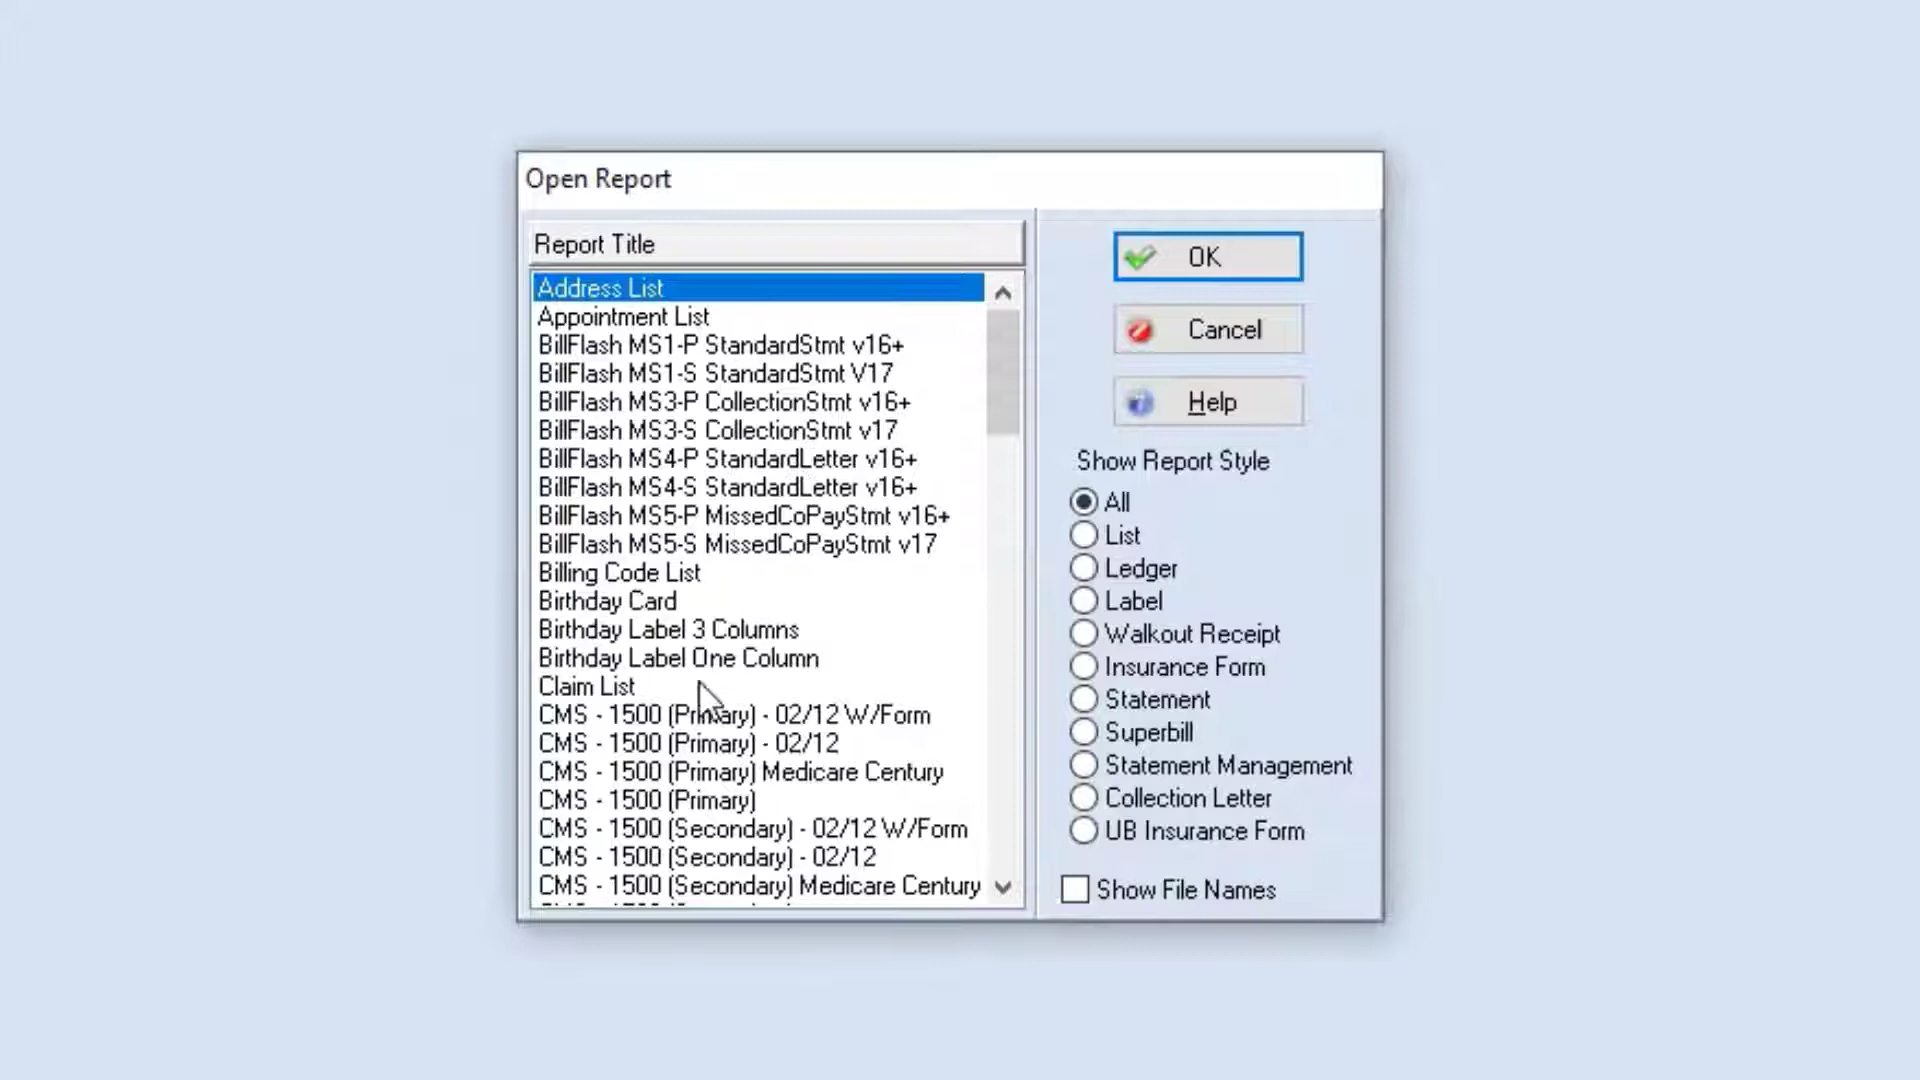 Open Report
Report Title
Address List
Appointment List
BillFlash MS1-P StandardStmt v16+
BillFlash MS1-S StandardStmt V17
BillFlash MS3-P CollectionStmt v16+
BillFlash MS3-S CollectionStmt v17
BillFlash MS4-P StandardLetter v16+
BillFlash MS4-S StandardLetter v16+
BillFlash MS5-P MissedCoPayStmt v16+
BillFlash MS5-S MissedCoPayStmt v17
Billing Code List
Birthday Card
Birthday Label 3 Columns
Birthday Label One Column
Claim List
CMS - 1500 (Primary) - 02/12 W/Form
CMS - 1500 (Primary) - 02/12
CMS - 1500 (Primary) Medicare Century
CMS - 1500 (Primary)
CMS - 1500 (Secondary) - 02/12 W/Form
CMS - 1500 (Secondary) - 02/12
CMS - 1500 (Secondary) Medicare Century
OK
Cancel
Help
Show Report Style
All
List
Ledger
Label
Walkout Receipt
Insurance Form
Statement
Superbill
Statement Management
Collection Letter
UB Insurance Form
Show File Names